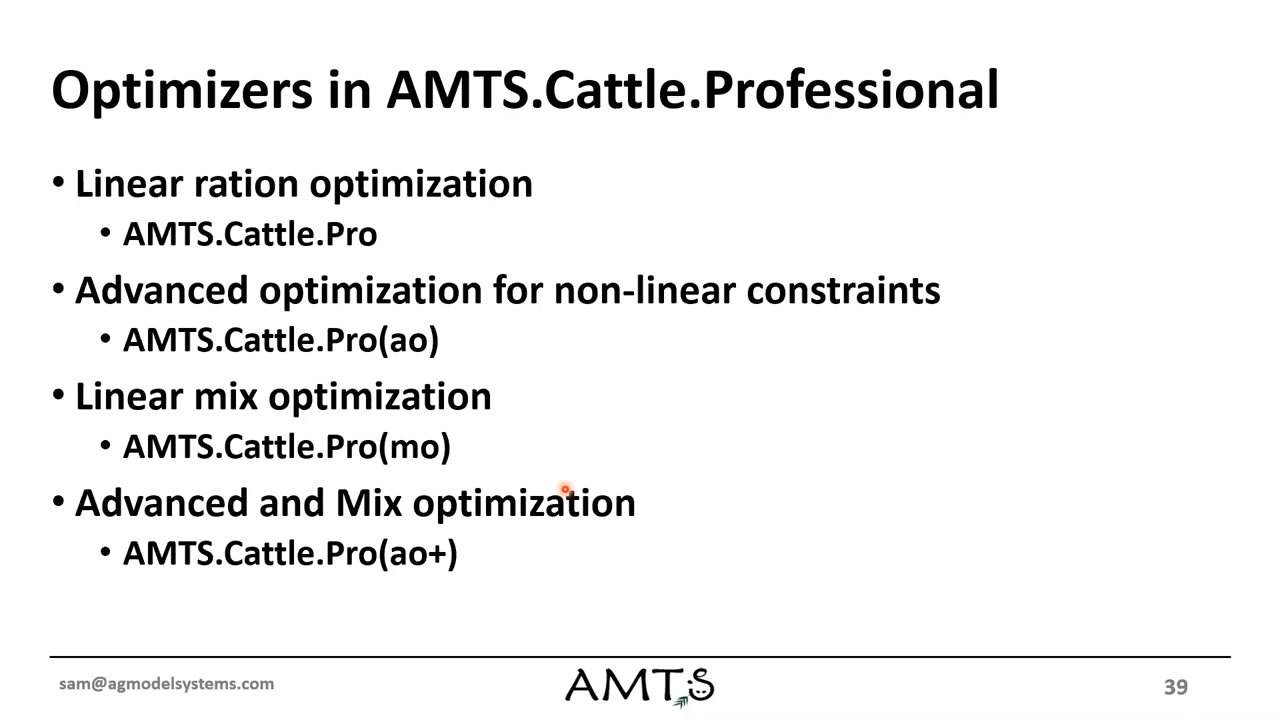 Optimizers in AMTS.Cattle.Professional
• Linear ration optimization
• AMTS.Cattle.Pro
• Advanced optimization for non-linear constraints
• AMTS.Cattle.Pro(ao)
• Linear mix optimization
• AMTS.Cattle.Pro(mo)
• Advanced and Mix optimization
• AMTS.Cattle.Pro(ao+)
sam@agmodelsystems.com
AMTS
39